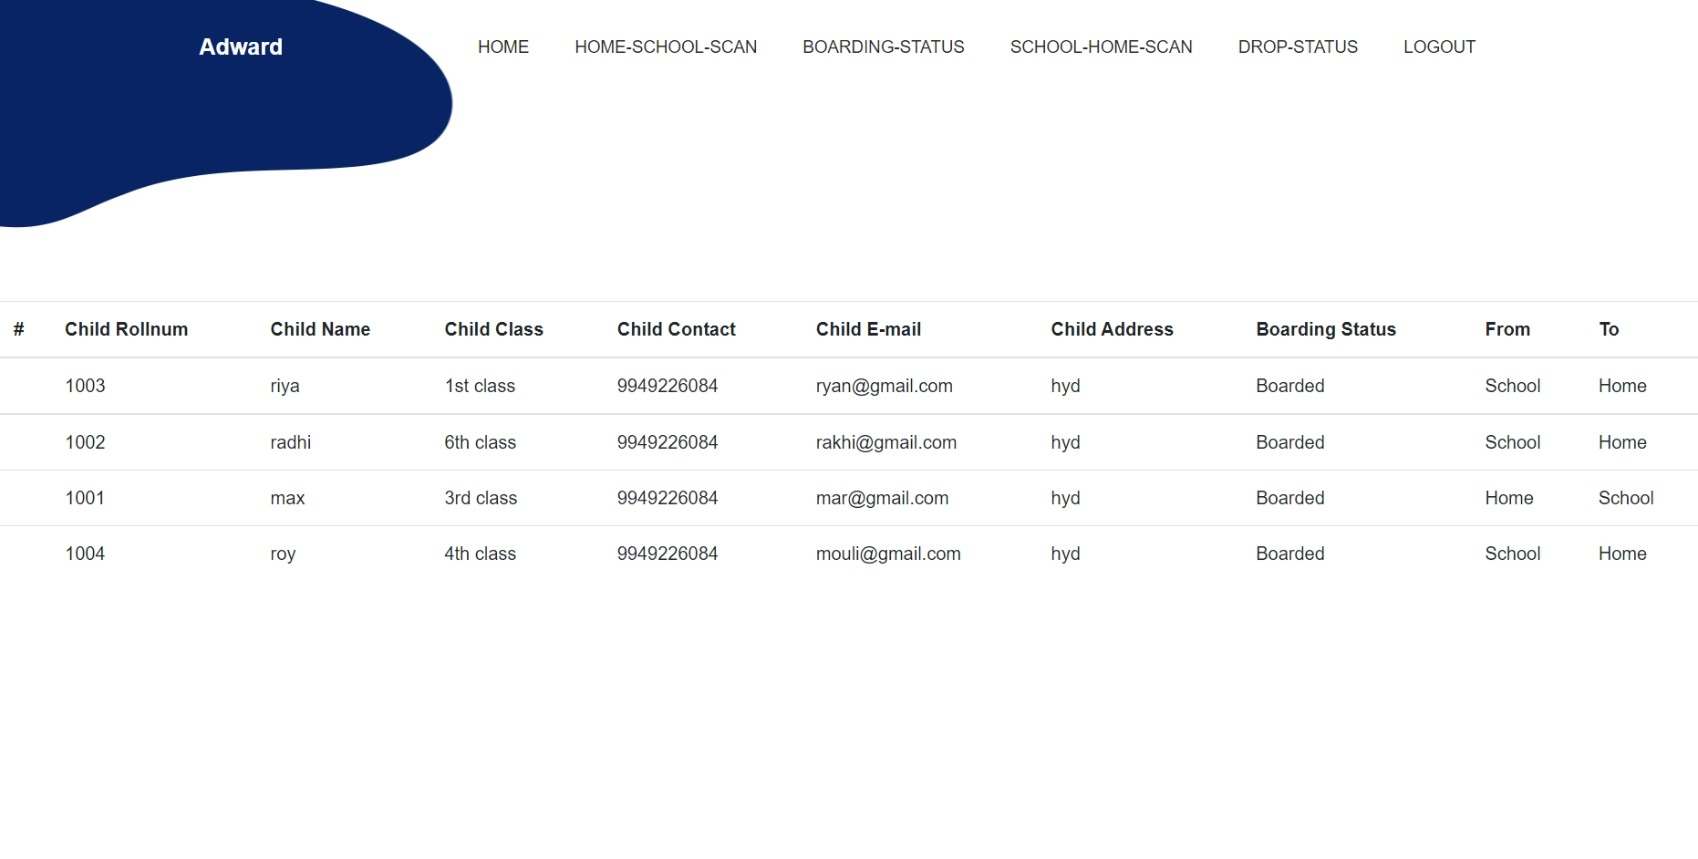 Adward HOME HOME-SCHOOL-SCAN BOARDING-STATUS SCHOOL-HOME-SCAN DROP-STATUS LOGOUT
# Child Rollnum Child Name Child Class Child Contact Child E-mail Child Address Boarding Status From To
1003 riya 1st class 9949226084 ryan@gmail.com hyd Boarded School Home
1002 radhi 6th class 9949226084 rakhi@gmail.com hyd Boarded School Home
1001 max 3rd class 9949226084 mar@gmail.com hyd Boarded Home School
1004 roy 4th class 9949226084 mouli@gmail.com hyd Boarded School Home